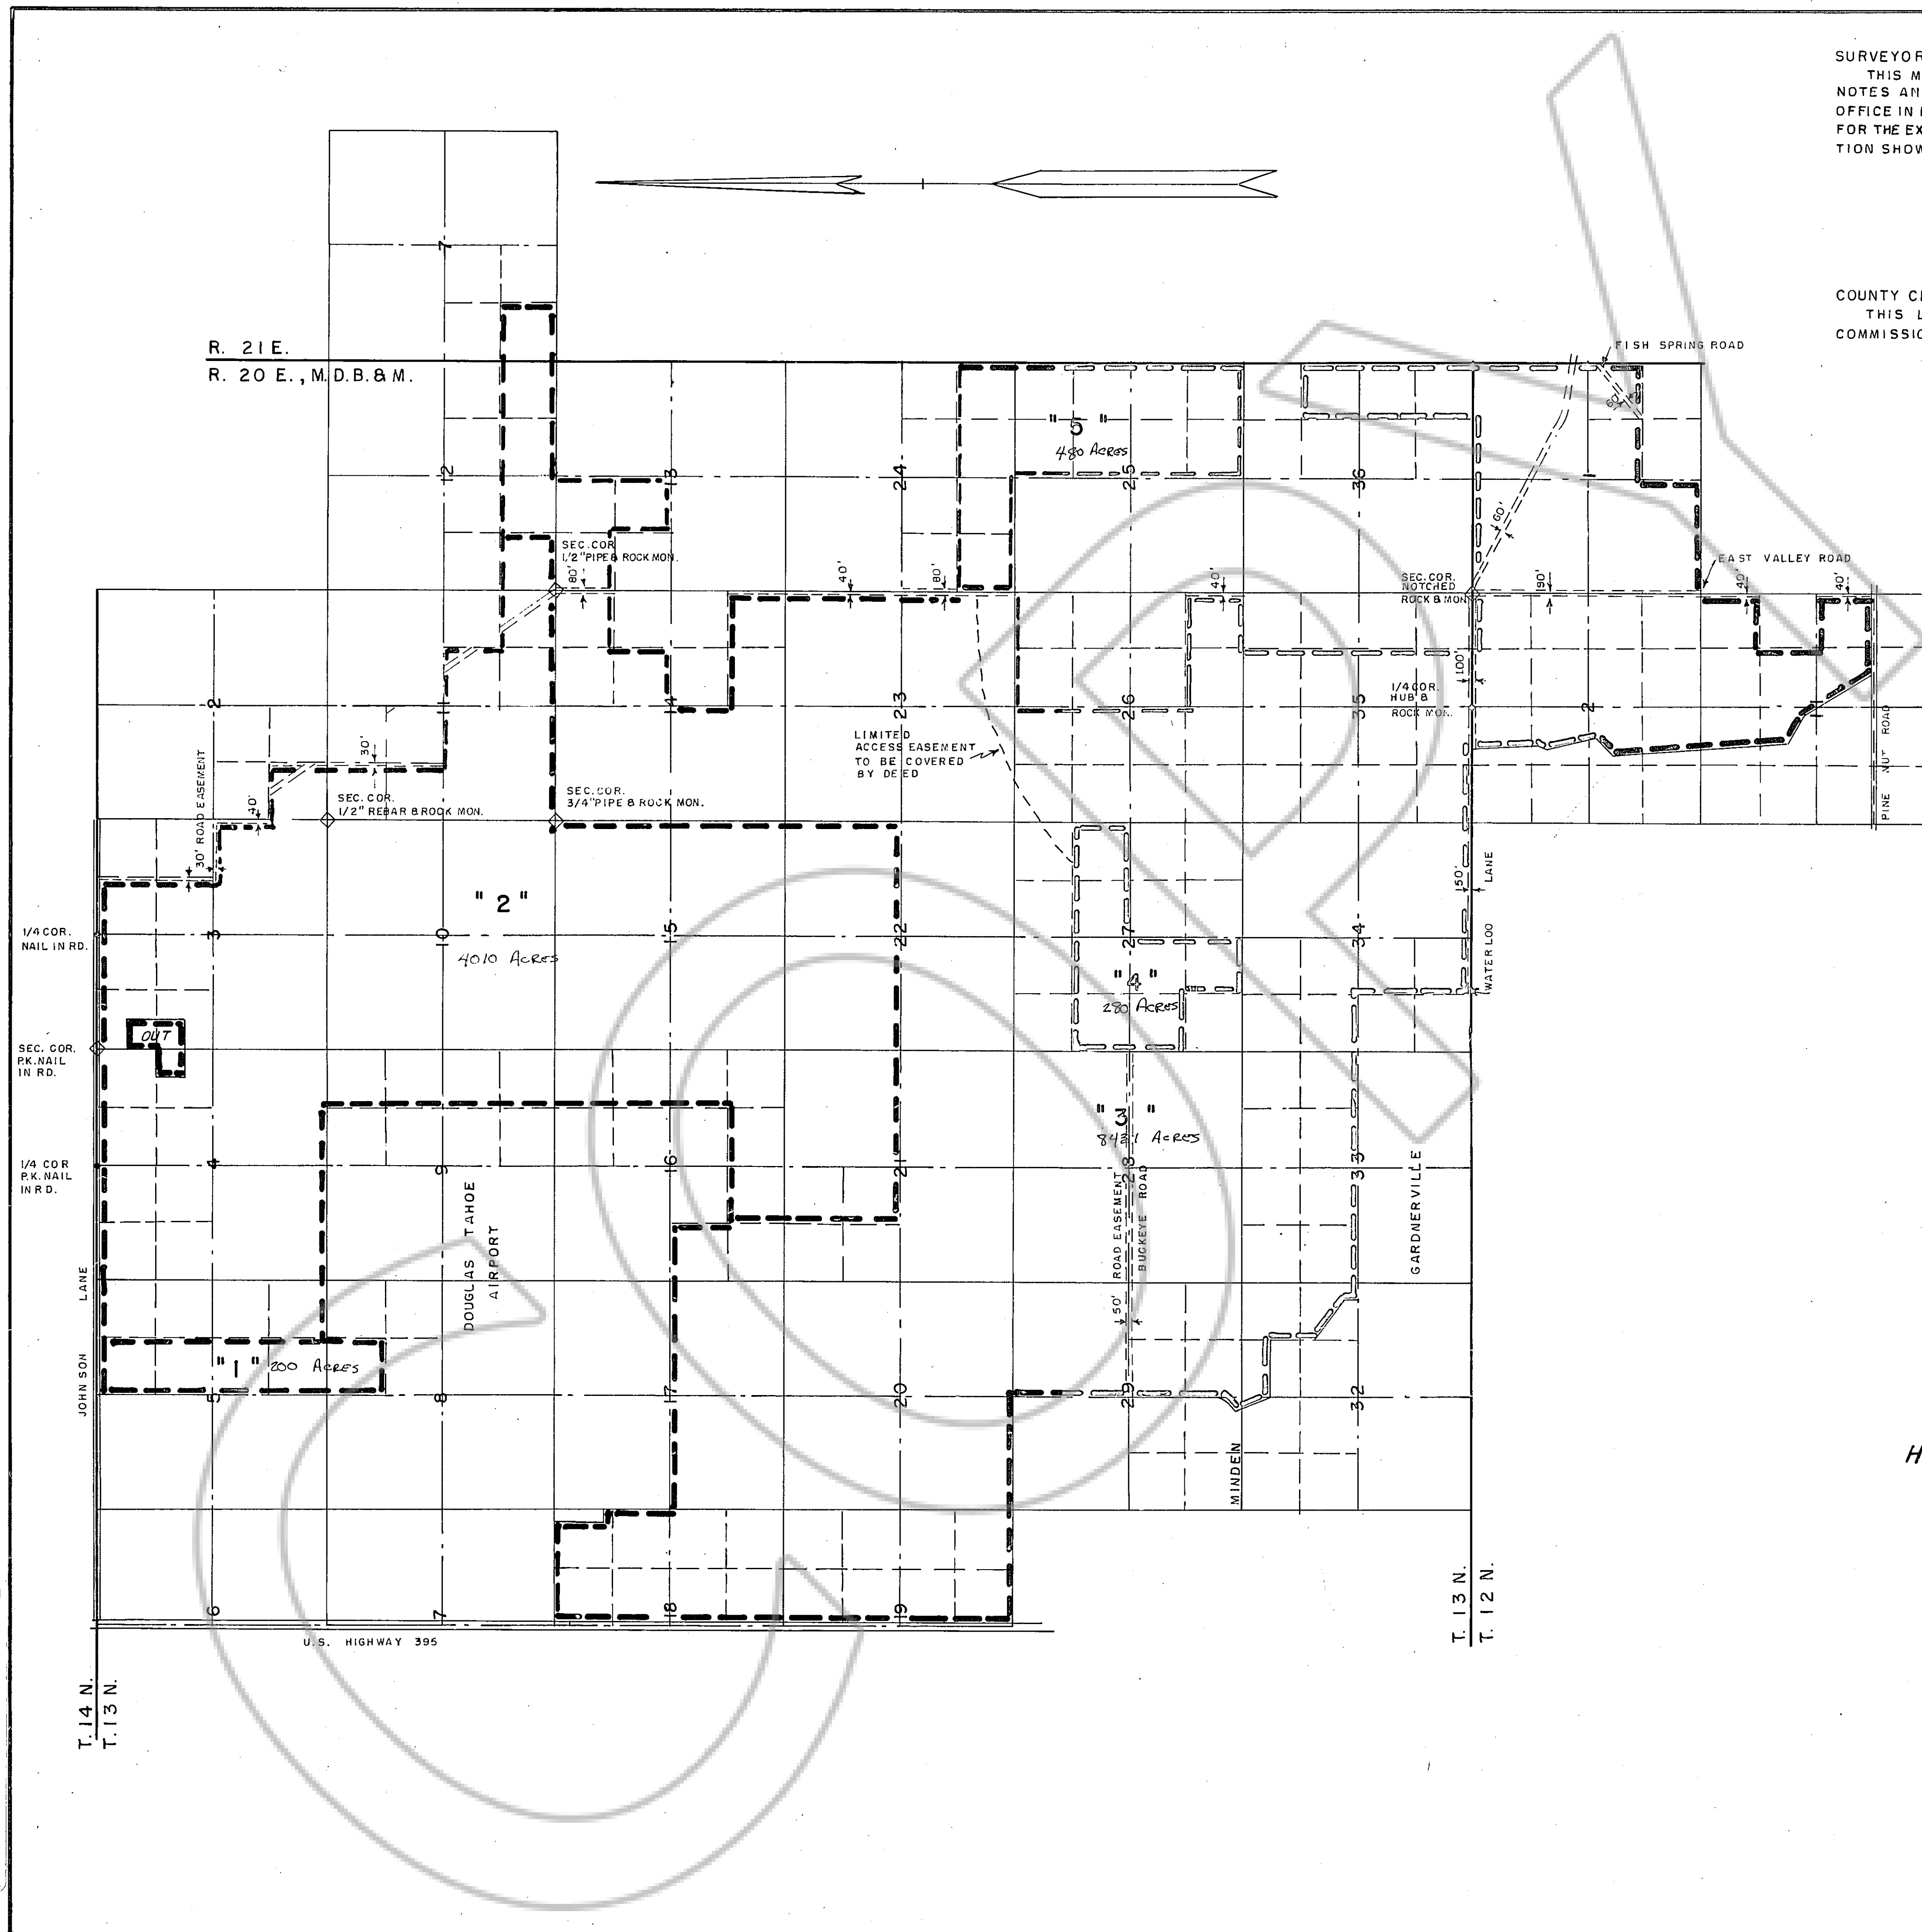 SURVEYOR
THIS M
NOTES AN
OFFICE IN
FOR THE EX
TION SHOW
COUNTY CL
THIS L
COMMISSIO
R. 21 E.
R. 20 E., M.D.B. & M.
7
FISH SPRING ROAD
60'
"5"
480 ACRES
12
13
24
25
36
1
60'
SEC. COR.
1/2" PIPE & ROCK MON.
80'
40'
80'
40'
SEC. COR.
NOTCHED
ROCK & MON.
90'
EAST VALLEY ROAD
40'
40'
100'
1/4 COR.
HUB &
ROCK MON.
2
11
14
23
26
35
2
PINE NUT ROAD
LIMITED
ACCESS EASEMENT
TO BE COVERED
BY DEED
30' ROAD EASEMENT
30'
40'
SEC. COR.
1/2" REBAR & ROCK MON.
SEC. COR.
3/4" PIPE & ROCK MON.
150'
WATERLOO LANE
"2"
4010 ACRES
1/4 COR.
NAIL IN RD.
3
10
15
22
27
34
"4"
280 ACRES
OUT
SEC. COR.
P.K. NAIL
IN RD.
"3"
ACRES
1/4 COR
P.K. NAIL
IN RD.
4
9
16
21
28
33
DOUGLAS TAHOE
AIRPORT
50'
ROAD EASEMENT
BUCKEYE ROAD
GARDNERVILLE
JOHNSON LANE
"1" 200 ACRES
5
8
17
20
29
32
MINDEN
H
6
7
18
19
U.S. HIGHWAY 395
T. 14 N.
T. 13 N.
T. 13 N.
T. 12 N.
COPY